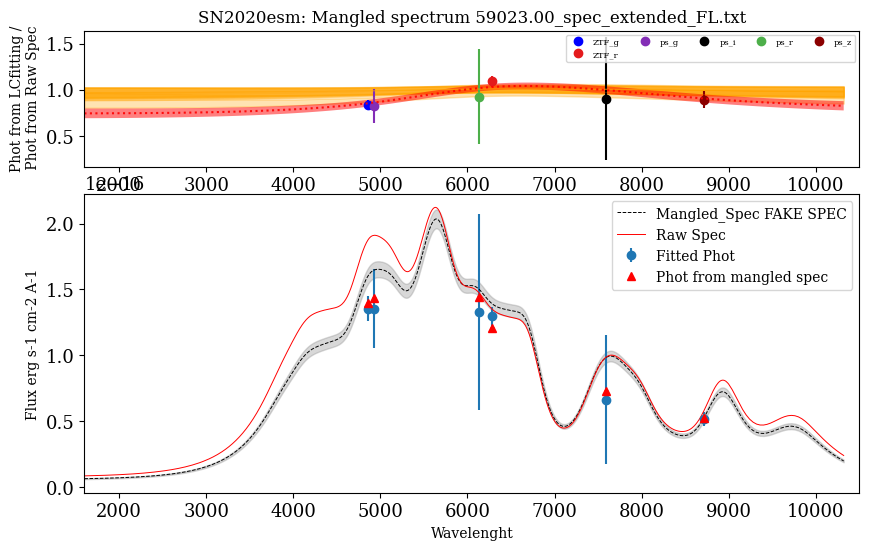 SN2020esm: Mangled spectrum 59023.00_spec_extended_FL.txt
Phot from LCfitting /
Phot from Raw Spec
1.5
1.0
0.5
ZTF_g ps_g ps_i ps_r ps_z
ZTF_r
2000 3000 4000 5000 6000 7000 8000 9000 10000
1e−16
Flux erg s-1 cm-2 A-1
2.0
1.5
1.0
0.5
0.0
Mangled_Spec FAKE SPEC
Raw Spec
Fitted Phot
Phot from mangled spec
2000 3000 4000 5000 6000 7000 8000 9000 10000
Wavelenght